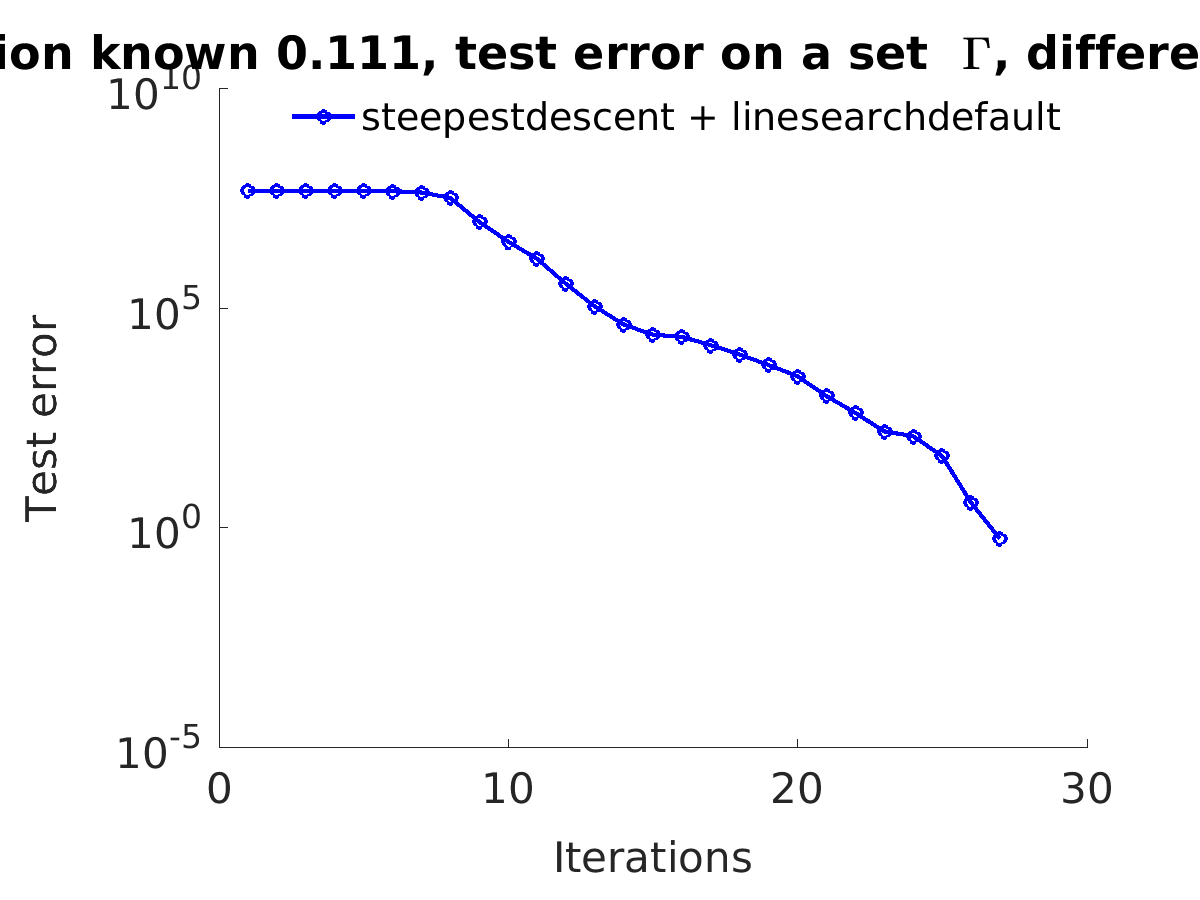 ion known 0.111, test error on a set Γ, differe
10^10
steepestdescent + linesearchdefault
10^5
Test error
10^0
10^-5
0 10 20 30
Iterations